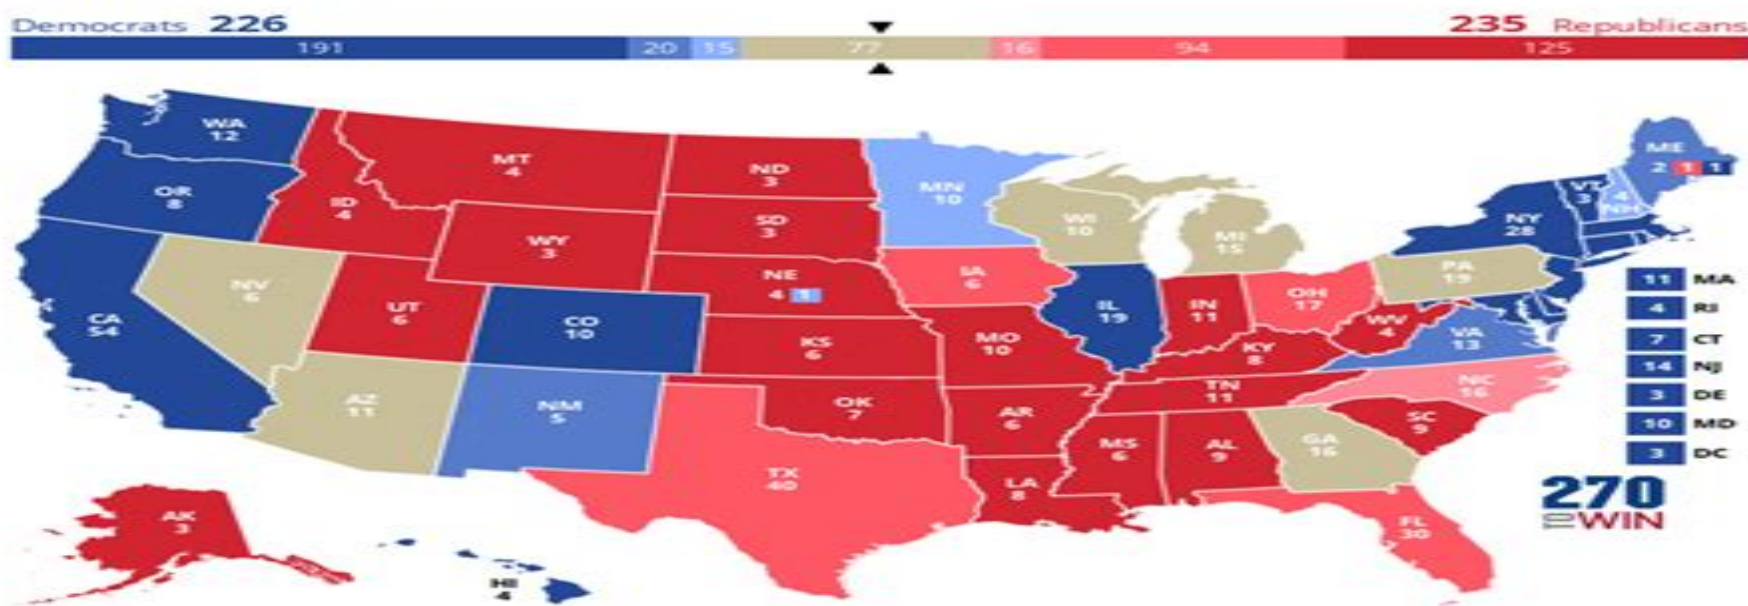 Democrats 226
235 Republicans
191 20 15 77 16 94 125
WA
12
OR
8
CA
54
NV
6
ID
4
MT
4
WY
3
UT
6
CO
10
AZ
11
NM
5
ND
3
SD
3
NE
4 1
KS
6
OK
7
TX
40
MN
10
IA
6
MO
10
AR
6
LA
8
WI
10
IL
19
MI
15
IN
11
OH
17
KY
8
TN
11
MS
6
AL
9
GA
16
FL
30
SC
9
NC
16
VA
13
WV
4
PA
19
NY
28
VT
3
4
NH
ME
2 1 1
11 MA
4 RI
7 CT
14 NJ
3 DE
10 MD
3 DC
AK
3
HI
4
270
TO WIN